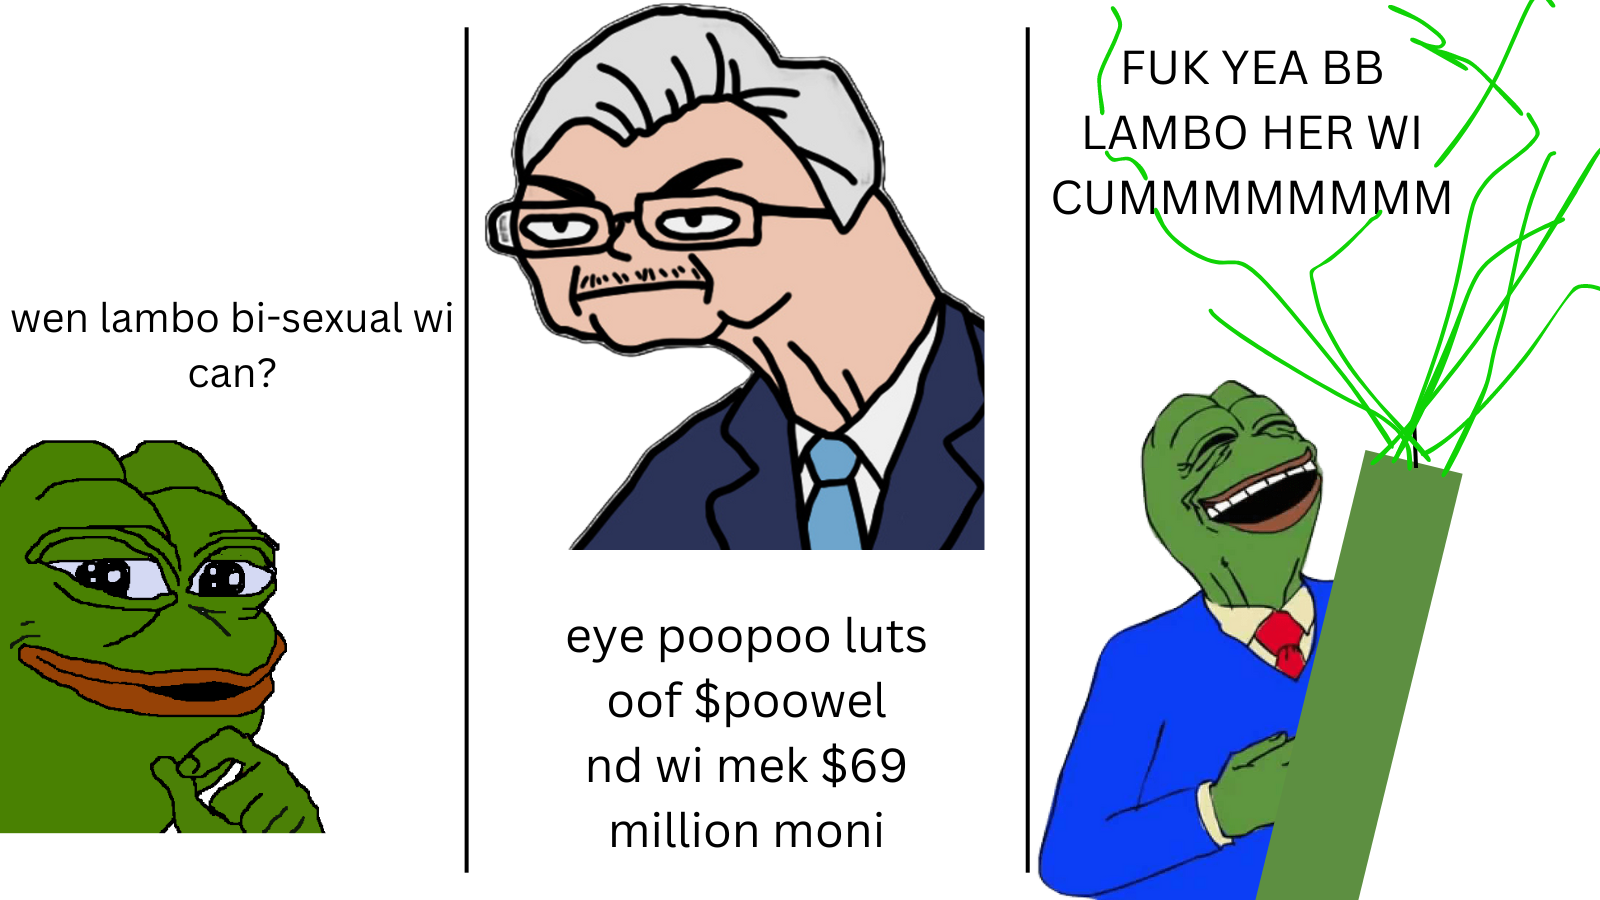 wen lambo bi-sexual wi
can?
eye poopoo luts
oof $poowel
nd wi mek $69
million moni
FUK YEA BB
LAMBO HER WI
CUMMMMMMMM